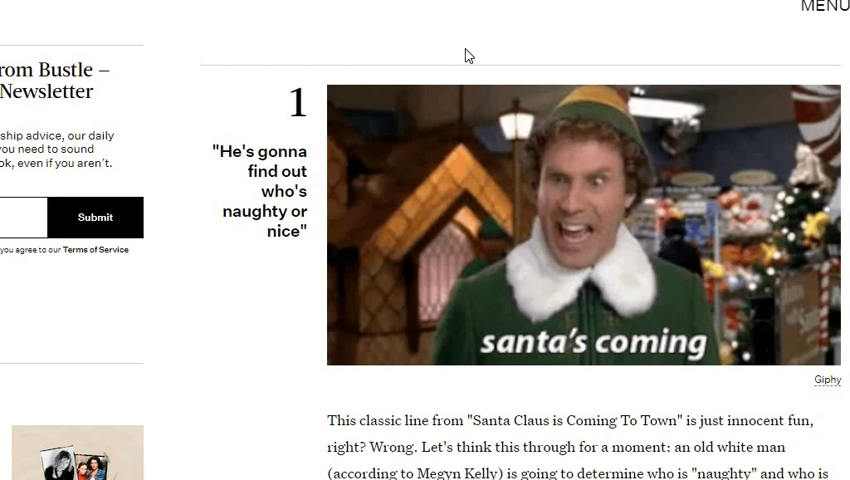 MENU
rom Bustle –
Newsletter
ship advice, our daily
you need to sound
ok, even if you aren't.
Submit
you agree to our Terms of Service
1
"He's gonna
find out
who's
naughty or
nice"
santa's coming
Giphy
This classic line from "Santa Claus is Coming To Town" is just innocent fun,
right? Wrong. Let's think this through for a moment: an old white man
(according to Megyn Kelly) is going to determine who is "naughty" and who is